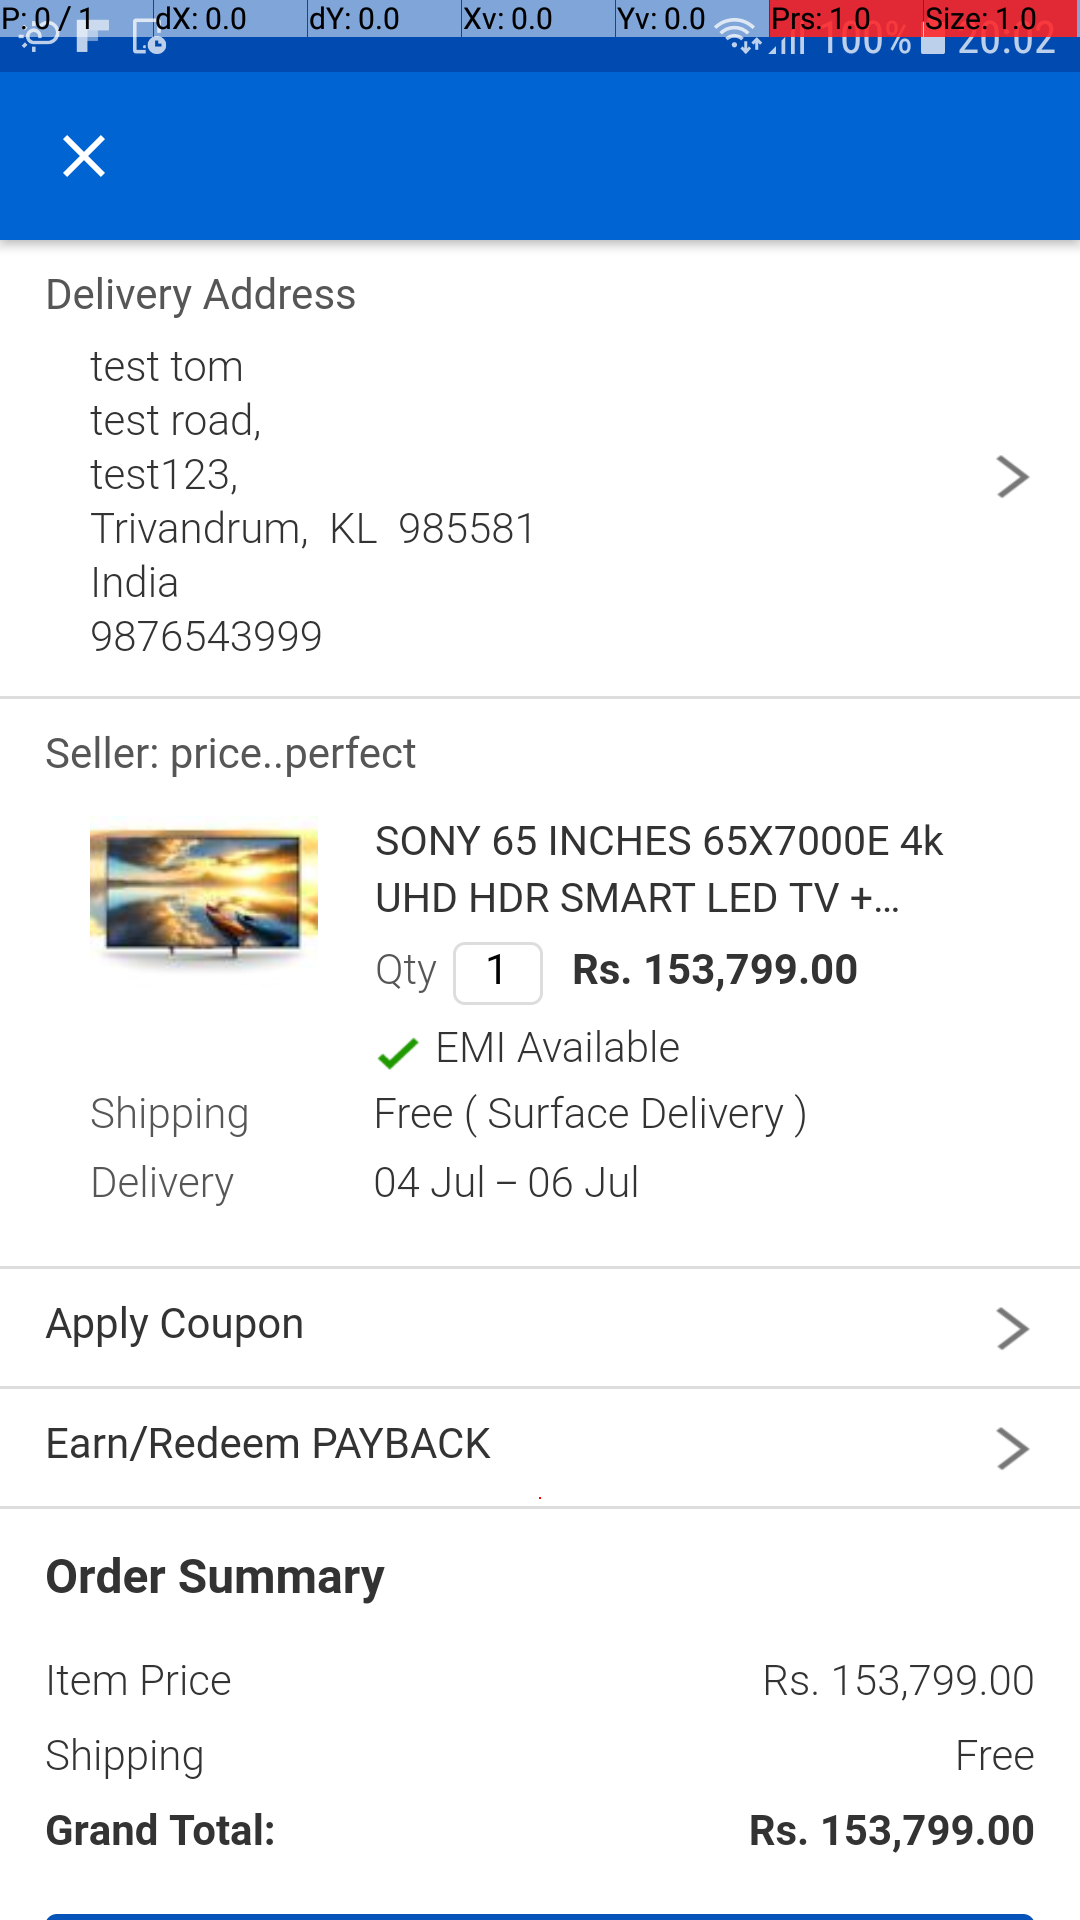 P: 0 / 1 dX: 0.0 dY: 0.0 Xv: 0.0 Yv: 0.0 Prs: 1.0 Size: 1.0
100% 20:02
Delivery Address
test tom
test road,
test123,
Trivandrum, KL 985581
India
9876543999
Seller: price..perfect
SONY 65 INCHES 65X7000E 4k
UHD HDR SMART LED TV +...
Qty 1 Rs. 153,799.00
EMI Available
Shipping Free ( Surface Delivery )
Delivery 04 Jul – 06 Jul
Apply Coupon
Earn/Redeem PAYBACK
Order Summary
Item Price Rs. 153,799.00
Shipping Free
Grand Total: Rs. 153,799.00